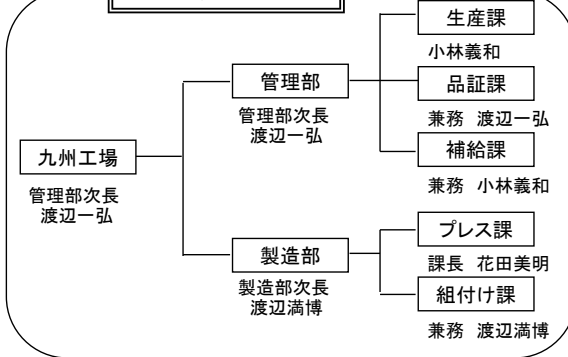 生産課
小林義和
管理部
品証課
管理部次長
渡辺一弘
兼務 渡辺一弘
九州工場
補給課
管理部次長
渡辺一弘
兼務 小林義和
プレス課
製造部
課長 花田美明
製造部次長
渡辺満博
組付け課
兼務 渡辺満博